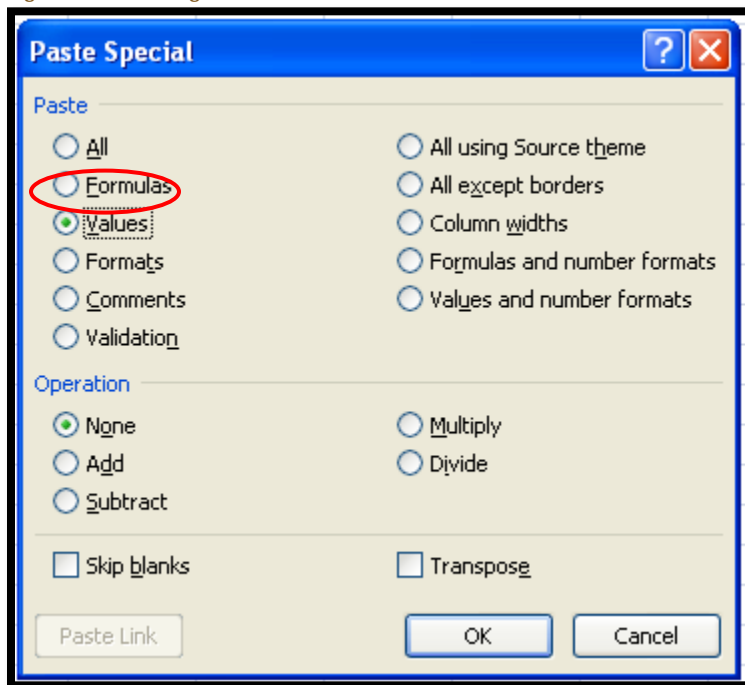 Paste Special
Paste
All
All using Source theme
Formulas
All except borders
Values
Column widths
Formats
Formulas and number formats
Comments
Values and number formats
Validation
Operation
None
Multiply
Add
Divide
Subtract
Skip blanks
Transpose
Paste Link
OK
Cancel